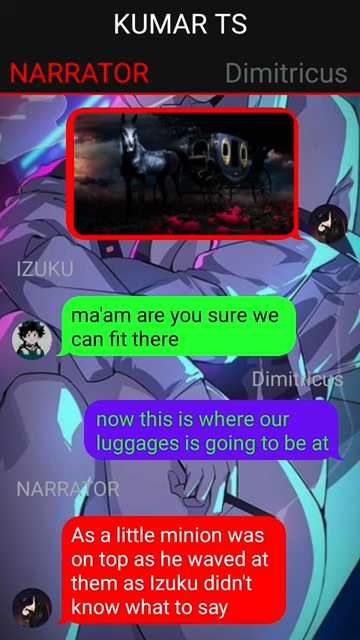 KUMAR TS
NARRATOR Dimitricus
IZUKU
ma'am are you sure we
can fit there
Dimitricus
now this is where our
luggages is going to be at
NARRATOR
As a little minion was
on top as he waved at
them as Izuku didn't
know what to say